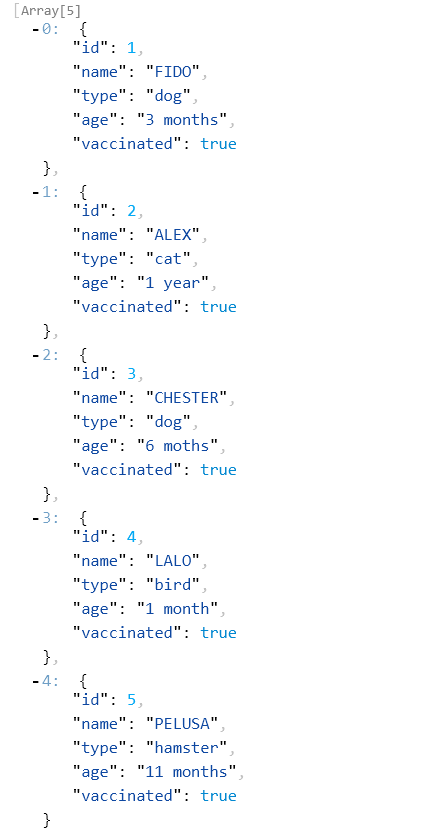 [Array[5]
-0: {
"id": 1,
"name": "FIDO",
"type": "dog",
"age": "3 months",
"vaccinated": true
},
-1: {
"id": 2,
"name": "ALEX",
"type": "cat",
"age": "1 year",
"vaccinated": true
},
-2: {
"id": 3,
"name": "CHESTER",
"type": "dog",
"age": "6 moths",
"vaccinated": true
},
-3: {
"id": 4,
"name": "LALO",
"type": "bird",
"age": "1 month",
"vaccinated": true
},
-4: {
"id": 5,
"name": "PELUSA",
"type": "hamster",
"age": "11 months",
"vaccinated": true
}